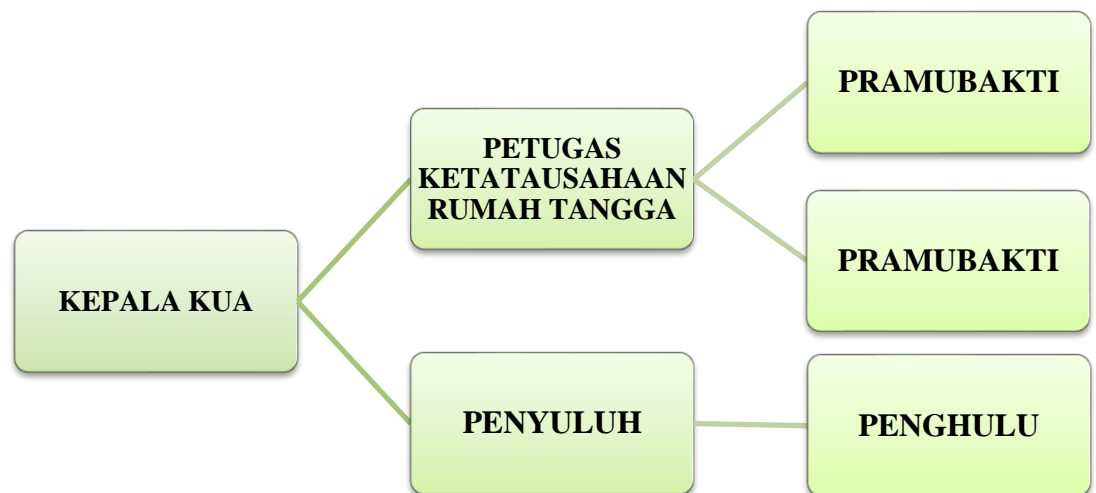 KEPALA KUA
PETUGAS
KETATAUSAHAAN
RUMAH TANGGA
PRAMUBAKTI
PRAMUBAKTI
PENYULUH
PENGHULU